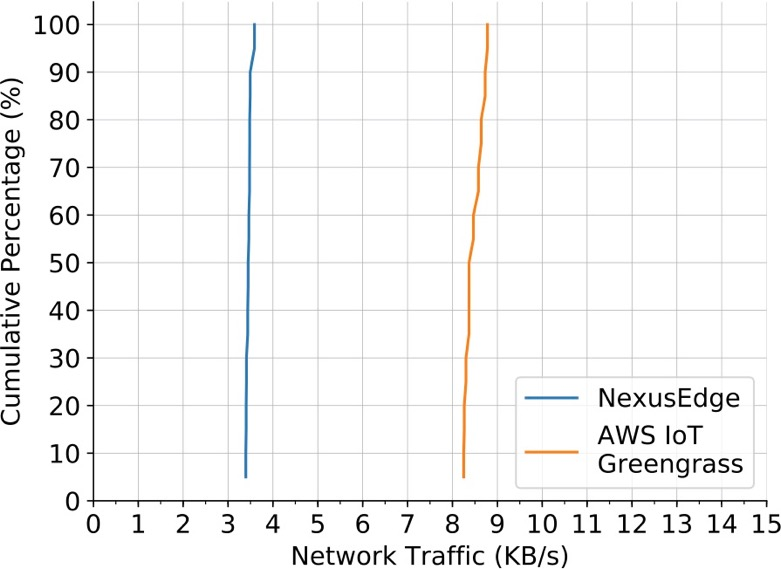 100
90
80
70
60
50
40
30
20
10
0
Cumulative Percentage (%)
NexusEdge
AWS IoT
Greengrass
0 1 2 3 4 5 6 7 8 9 10 11 12 13 14 15
Network Traffic (KB/s)